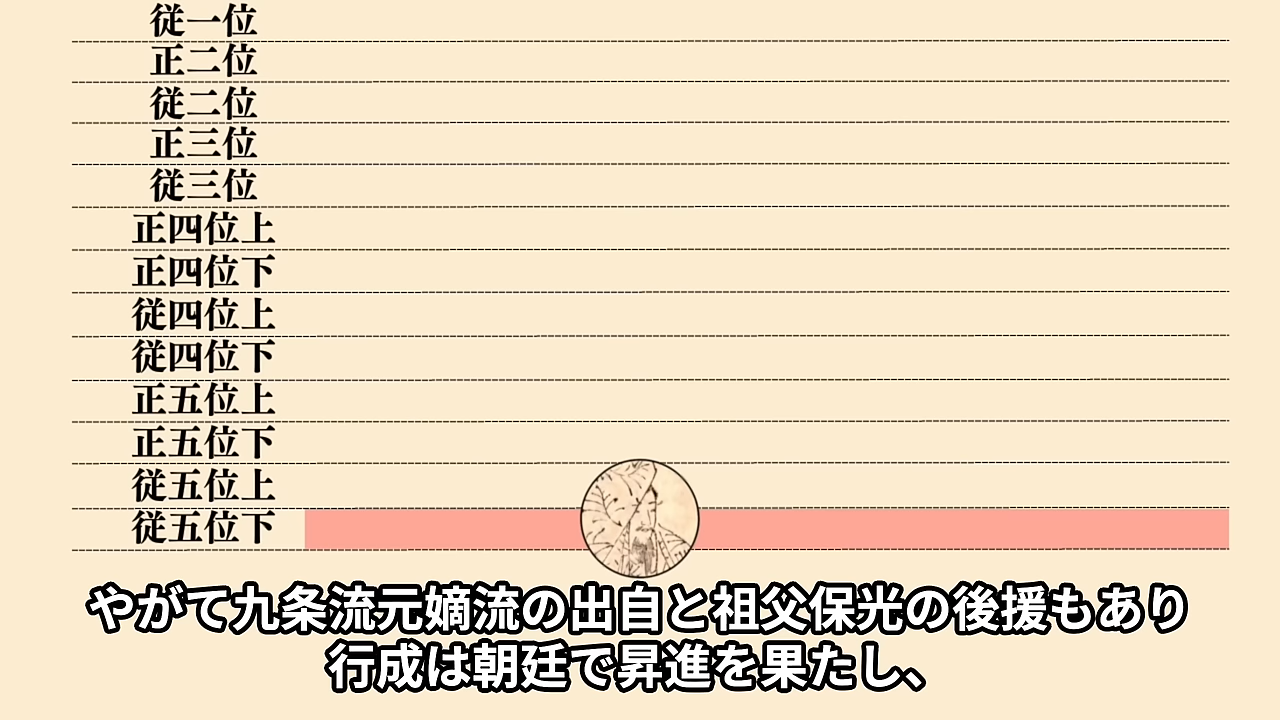 従一位
正二位
従二位
正三位
従三位
正四位上
正四位下
従四位上
従四位下
正五位上
正五位下
従五位上
従五位下
やがて九条流元嫡流の出自と祖父保光の後援もあり
行成は朝廷で昇進を果たし、